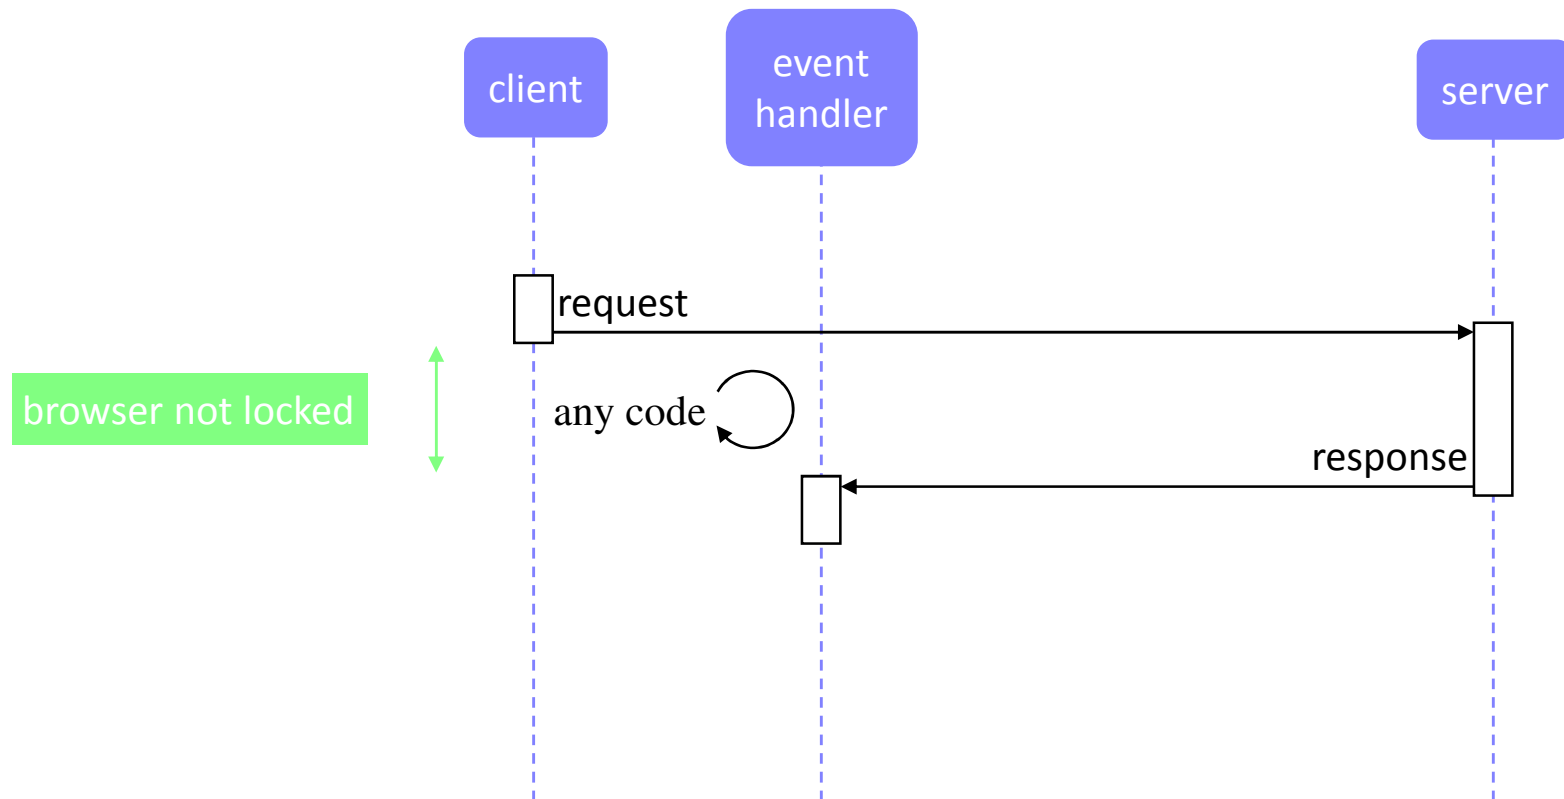 client
event
handler
server
request
browser not locked
any code
response